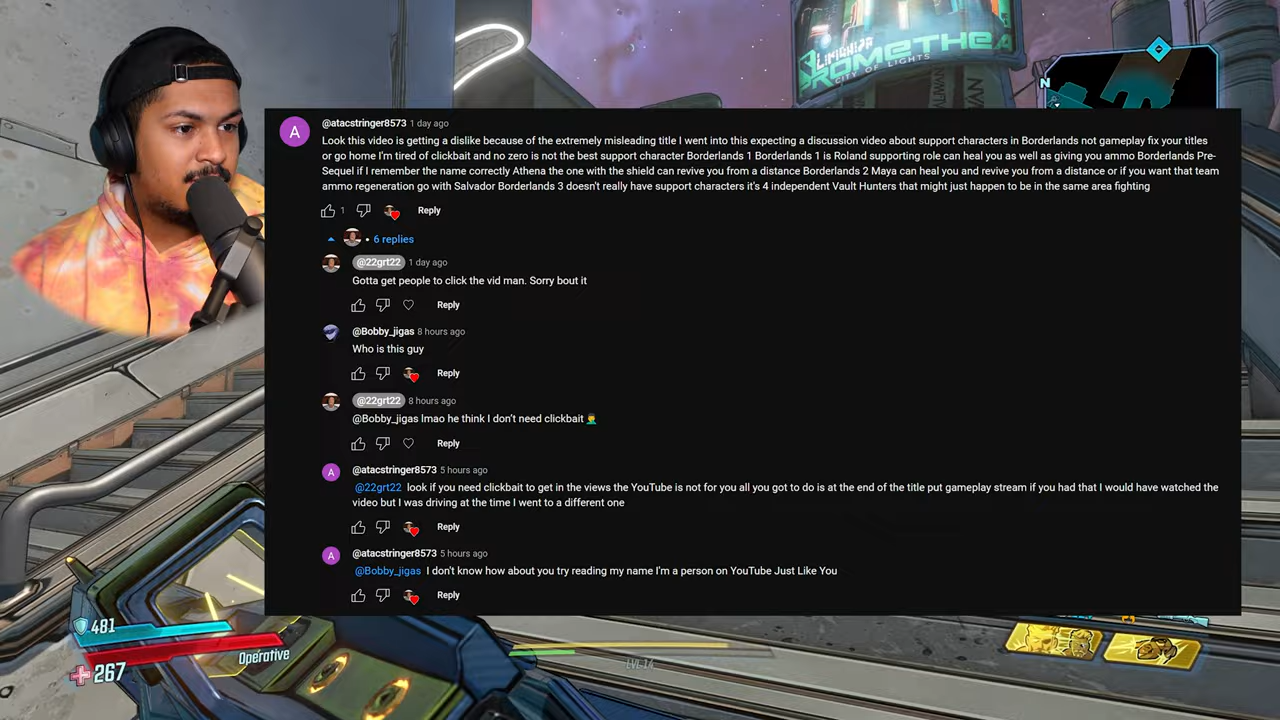 PROMETHEA
CITY OF LIGHTS
N
A
@atacstringer8573 1 day ago
Look this video is getting a dislike because of the extremely misleading title I went into this expecting a discussion video about support characters in Borderlands not gameplay fix your titles
or go home I'm tired of clickbait and no zero is not the best support character Borderlands 1 Borderlands 1 is Roland supporting role can heal you as well as giving you ammo Borderlands Pre-
Sequel if I remember the name correctly Athena the one with the shield can revive you from a distance Borderlands 2 Maya can heal you and revive you from a distance or if you want that team
ammo regeneration go with Salvador Borderlands 3 doesn't really have support characters it's 4 independent Vault Hunters that might just happen to be in the same area fighting
1 Reply
• 6 replies
@22grt22 1 day ago
Gotta get people to click the vid man. Sorry bout it
Reply
@Bobby_jigas 8 hours ago
Who is this guy
Reply
@22grt22 8 hours ago
@Bobby_jigas lmao he think I don't need clickbait 🤦‍♂️
Reply
A
@atacstringer8573 5 hours ago
@22grt22 look if you need clickbait to get in the views the YouTube is not for you all you got to do is at the end of the title put gameplay stream if you had that I would have watched the
video but I was driving at the time I went to a different one
Reply
A
@atacstringer8573 5 hours ago
@Bobby_jigas I don't know how about you try reading my name I'm a person on YouTube Just Like You
Reply
481
Operative
267
LVL 14